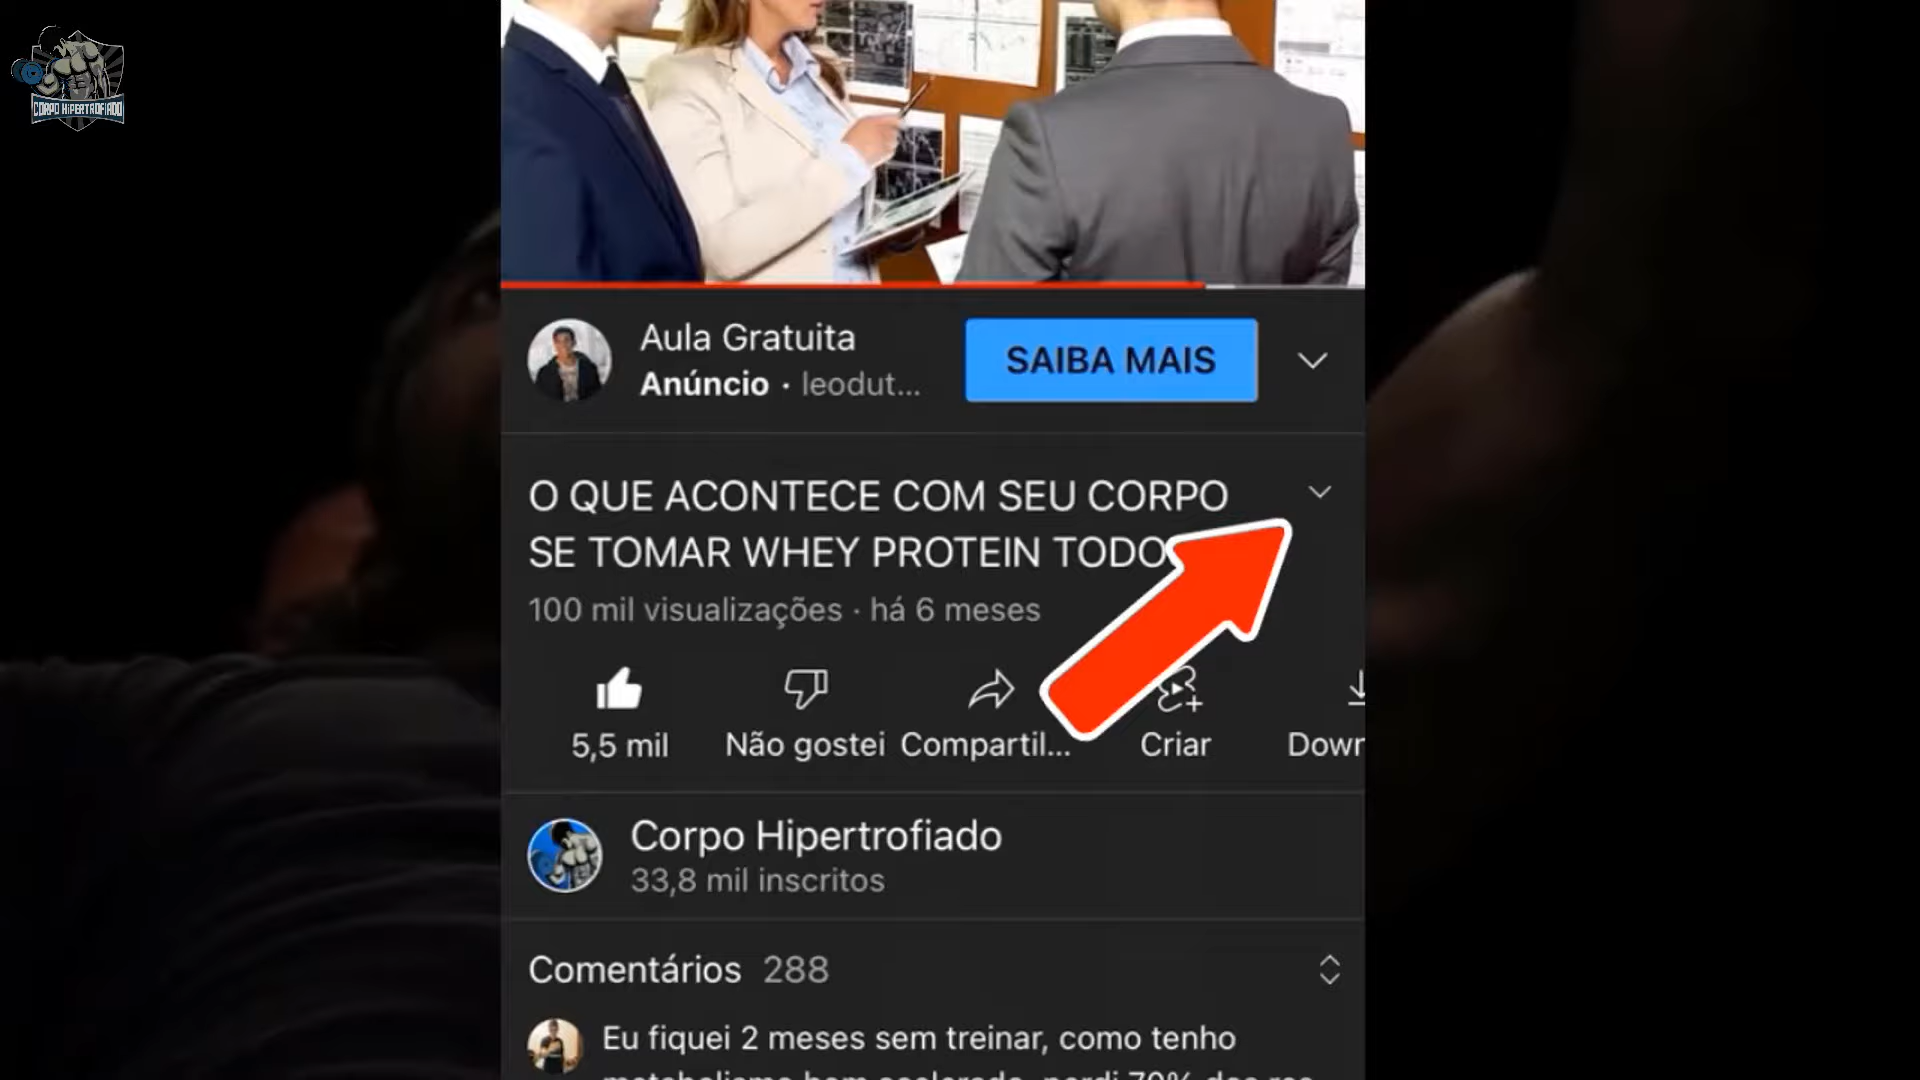 CORPO HIPERTROFIADO
Aula Gratuita
SAIBA MAIS
Anúncio · leodut...
O QUE ACONTECE COM SEU CORPO
SE TOMAR WHEY PROTEIN TODO
100 mil visualizações · há 6 meses
5,5 mil
Não gostei
Compartil...
Criar
Down
Corpo Hipertrofiado
33,8 mil inscritos
Comentários 288
Eu fiquei 2 meses sem treinar, como tenho